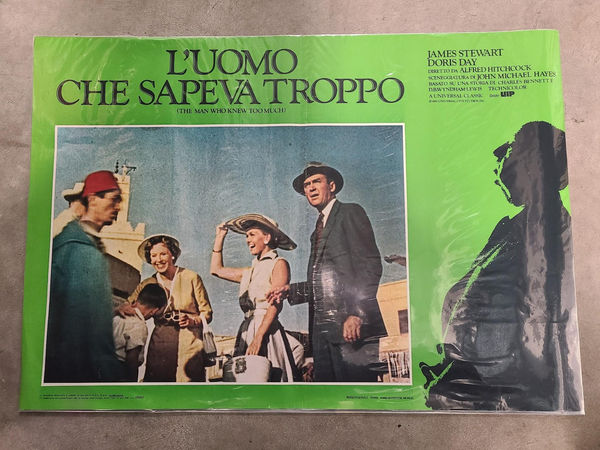 L'UOMO
CHE SAPEVA TROPPO
(THE MAN WHO KNEW TOO MUCH)
JAMES STEWART
DORIS DAY
DIRETTO DA ALFRED HITCHCOCK
SCENEGGIATURA DI JOHN MICHAEL HAYES
BASATO SU UNA STORIA DI CHARLES BENNETT E
D.B. WYNDHAM LEWIS TECHNICOLOR
A UNIVERSAL CLASSIC UIP